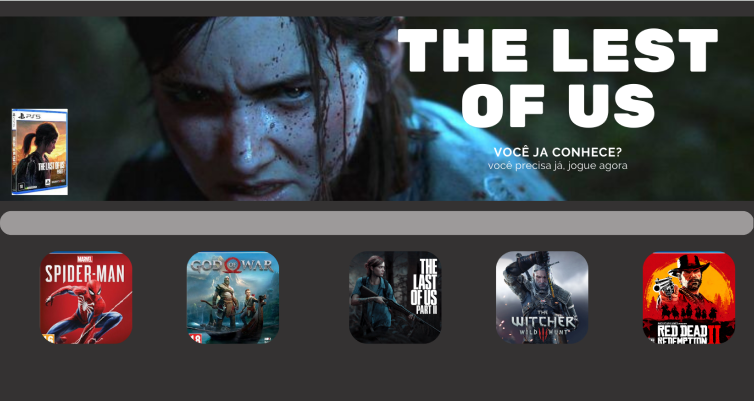 THE LEST
OF US
VOCÊ JA CONHECE?
você precisa já, jogue agora
PS5
THE LAST OF US
PART I
MARVEL
SPIDER-MAN
GOD OF WAR
18
THE
LAST
OF US
PART II
THE
WITCHER
WILD HUNT
RED DEAD
REDEMPTION II